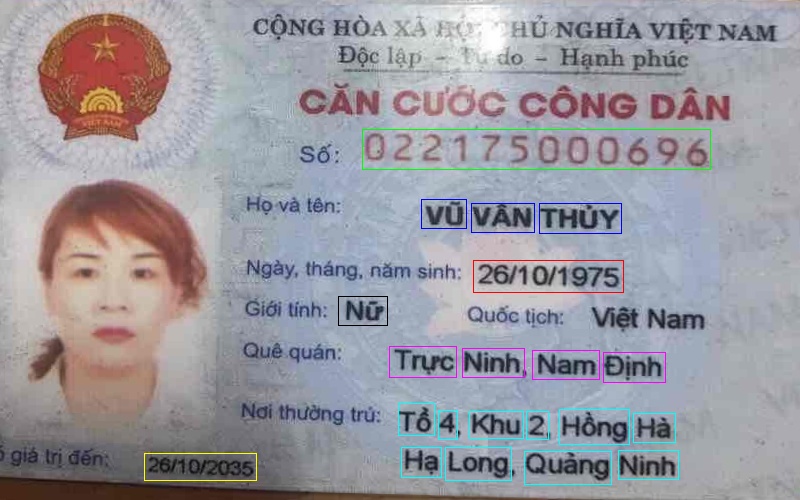 CỘNG HÒA XÃ HỘI CHỦ NGHĨA VIỆT NAM
Độc lập - Tự do - Hạnh phúc
CĂN CƯỚC CÔNG DÂN
Số: 022175000696
Họ và tên: VŨ VÂN THỦY
Ngày, tháng, năm sinh: 26/10/1975
Giới tính: Nữ Quốc tịch: Việt Nam
Quê quán: Trực Ninh, Nam Định
Nơi thường trú: Tổ 4, Khu 2, Hồng Hà
Hạ Long, Quảng Ninh
giá trị đến: 26/10/2035
VIỆT NAM